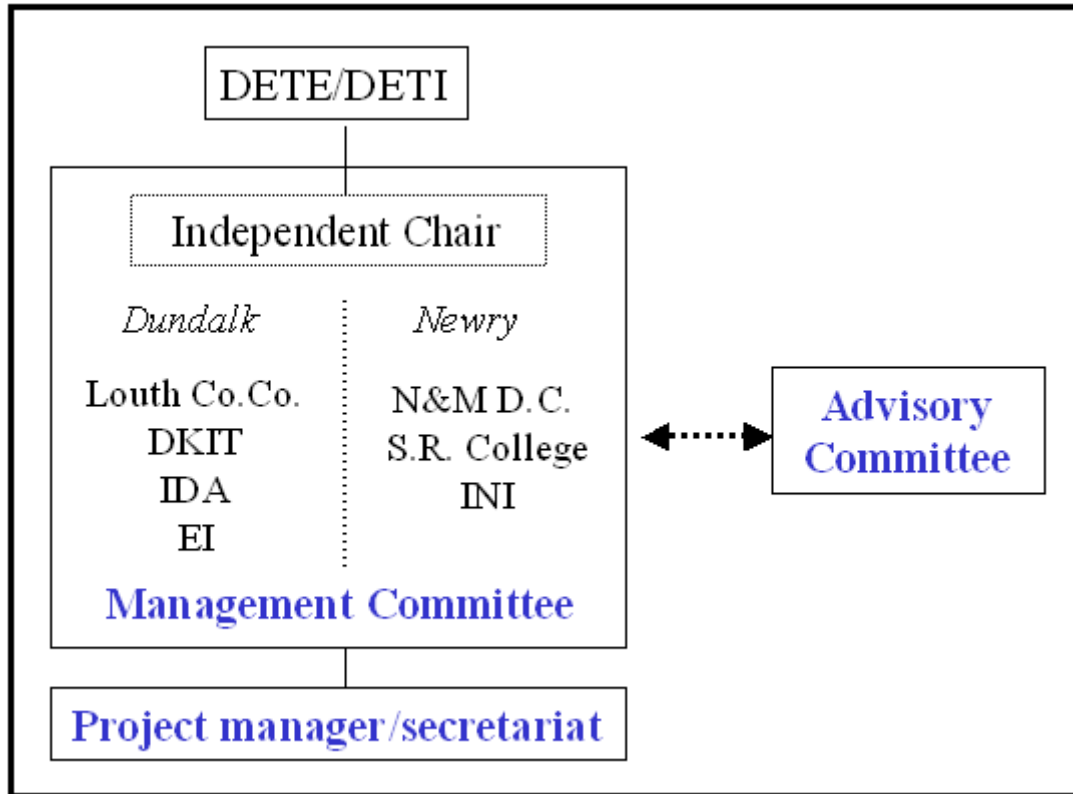 DETE/DETI
Independent Chair
Dundalk
Louth Co.Co.
DKIT
IDA
EI
Newry
N&M D.C.
S.R. College
INI
Management Committee
Advisory
Committee
Project manager/secretariat